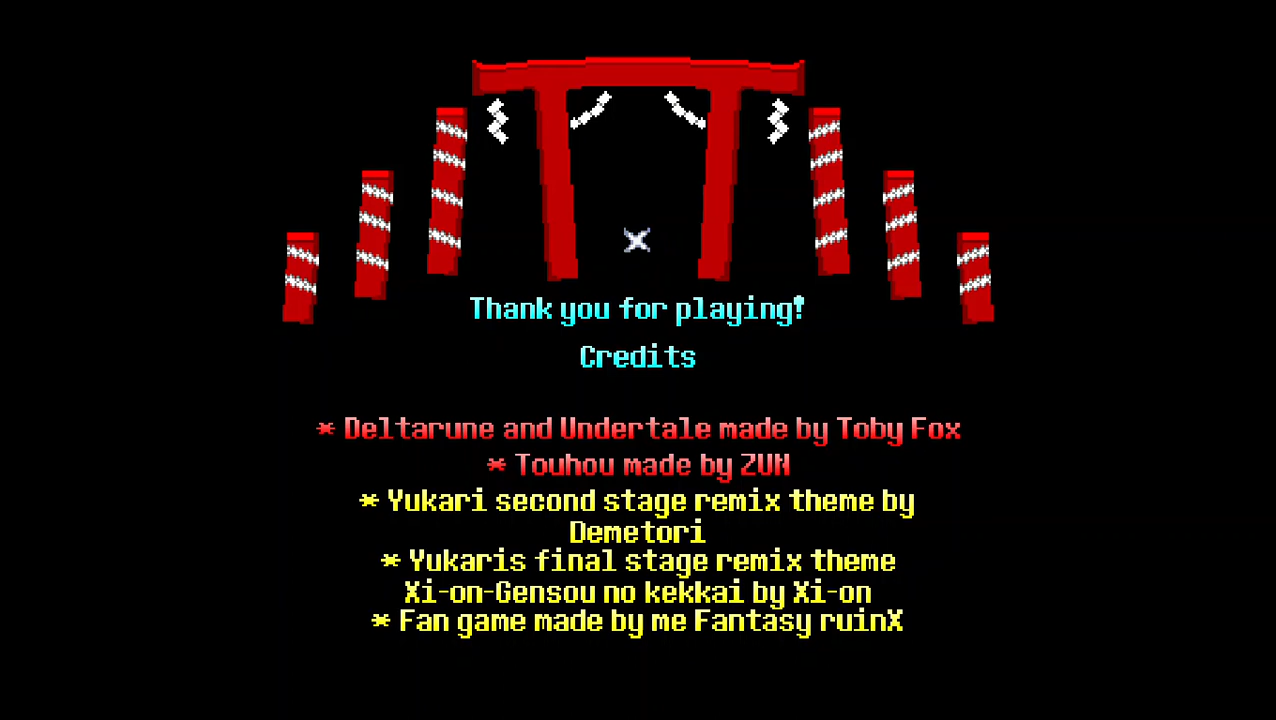 Thank you for playing!
Credits
* Deltarune and Undertale made by Toby Fox
* Touhou made by ZUN
* Yukari second stage remix theme by
Demetori
* Yukaris final stage remix theme
Xi-on-Gensou no kekkai by Xi-on
* Fan game made by me Fantasy ruinX